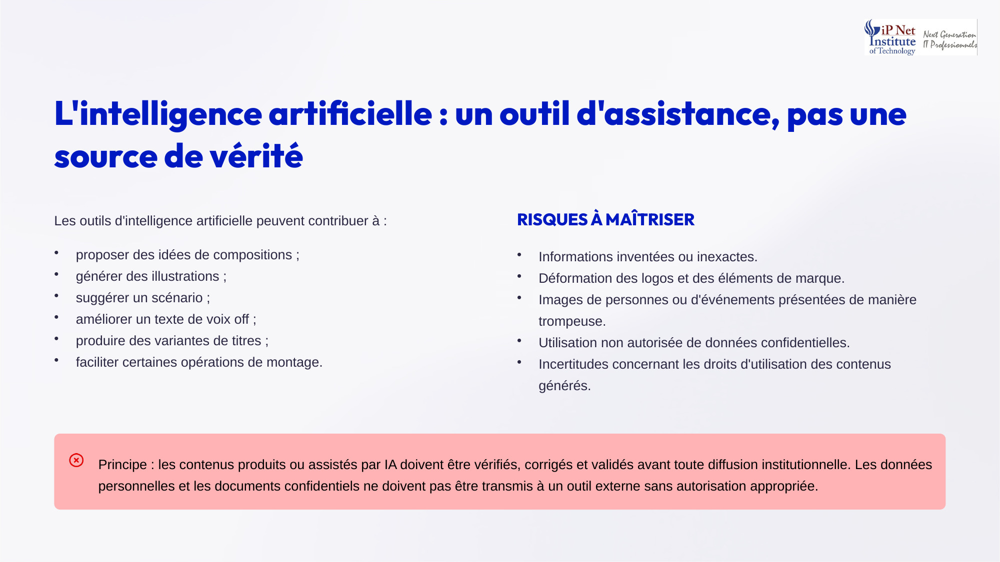 iP Net
Institute
of Technology
Next Generation
IT Professionnels
L'intelligence artificielle : un outil d'assistance, pas une
source de vérité
Les outils d'intelligence artificielle peuvent contribuer à :
• proposer des idées de compositions ;
• générer des illustrations ;
• suggérer un scénario ;
• améliorer un texte de voix off ;
• produire des variantes de titres ;
• faciliter certaines opérations de montage.
RISQUES À MAÎTRISER
• Informations inventées ou inexactes.
• Déformation des logos et des éléments de marque.
• Images de personnes ou d'événements présentées de manière
trompeuse.
• Utilisation non autorisée de données confidentielles.
• Incertitudes concernant les droits d'utilisation des contenus
générés.
Principe : les contenus produits ou assistés par IA doivent être vérifiés, corrigés et validés avant toute diffusion institutionnelle. Les données
personnelles et les documents confidentiels ne doivent pas être transmis à un outil externe sans autorisation appropriée.